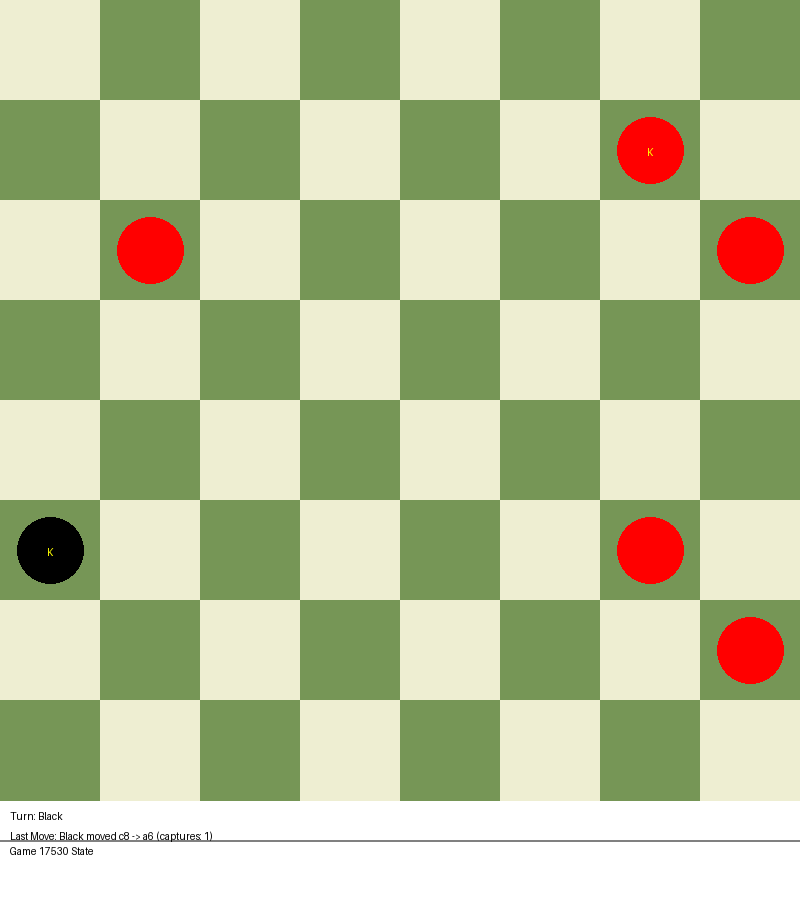 K
K
Turn: Black
Last Move: Black moved c8 -> a6 (captures: 1)
Game 17530 State